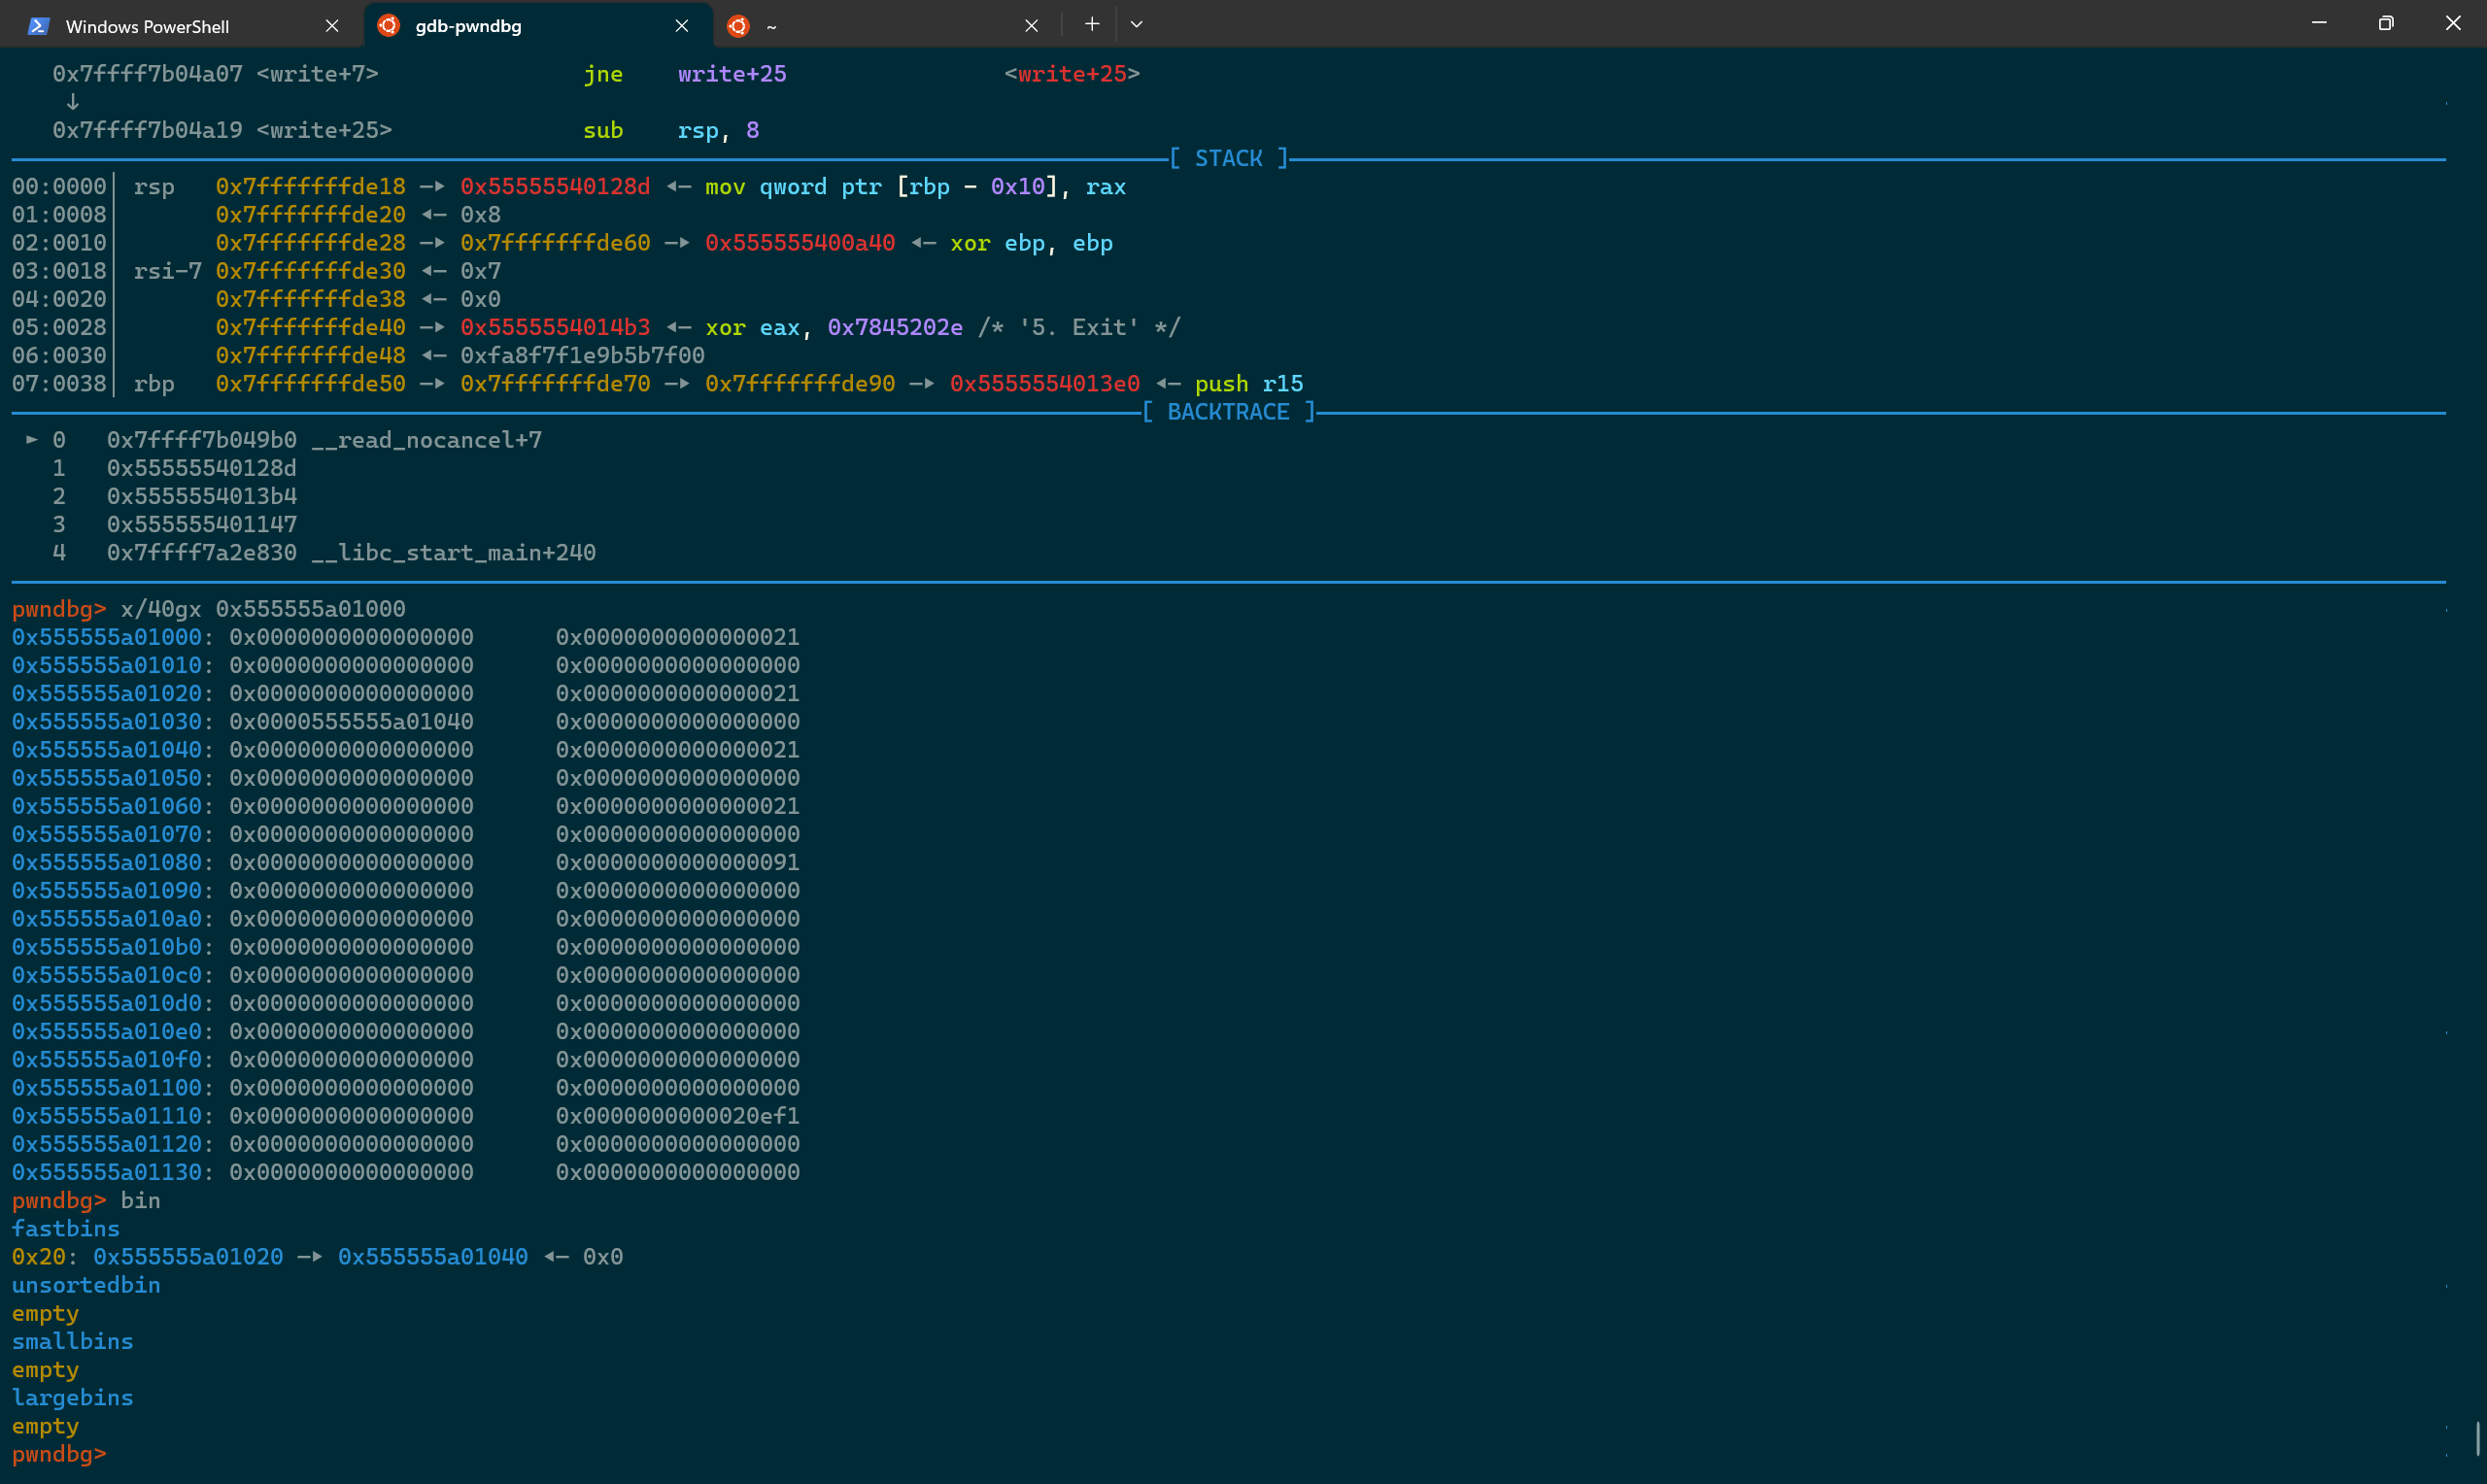 Windows PowerShell gdb-pwndbg ~
0x7ffff7b04a07 <write+7> jne write+25 <write+25>
↓
0x7ffff7b04a19 <write+25> sub rsp, 8
[ STACK ]
00:0000│ rsp 0x7fffffffde18 —▸ 0x55555540128d ◂— mov qword ptr [rbp - 0x10], rax
01:0008│ 0x7fffffffde20 ◂— 0x8
02:0010│ 0x7fffffffde28 —▸ 0x7fffffffde60 —▸ 0x555555400a40 ◂— xor ebp, ebp
03:0018│ rsi-7 0x7fffffffde30 ◂— 0x7
04:0020│ 0x7fffffffde38 ◂— 0x0
05:0028│ 0x7fffffffde40 —▸ 0x5555554014b3 ◂— xor eax, 0x7845202e /* '5. Exit' */
06:0030│ 0x7fffffffde48 ◂— 0xfa8f7f1e9b5b7f00
07:0038│ rbp 0x7fffffffde50 —▸ 0x7fffffffde70 —▸ 0x7fffffffde90 —▸ 0x5555554013e0 ◂— push r15
[ BACKTRACE ]
► 0 0x7ffff7b049b0 __read_nocancel+7
1 0x55555540128d
2 0x5555554013b4
3 0x555555401147
4 0x7ffff7a2e830 __libc_start_main+240
pwndbg> x/40gx 0x555555a01000
0x555555a01000: 0x0000000000000000 0x0000000000000021
0x555555a01010: 0x0000000000000000 0x0000000000000000
0x555555a01020: 0x0000000000000000 0x0000000000000021
0x555555a01030: 0x0000555555a01040 0x0000000000000000
0x555555a01040: 0x0000000000000000 0x0000000000000021
0x555555a01050: 0x0000000000000000 0x0000000000000000
0x555555a01060: 0x0000000000000000 0x0000000000000021
0x555555a01070: 0x0000000000000000 0x0000000000000000
0x555555a01080: 0x0000000000000000 0x0000000000000091
0x555555a01090: 0x0000000000000000 0x0000000000000000
0x555555a010a0: 0x0000000000000000 0x0000000000000000
0x555555a010b0: 0x0000000000000000 0x0000000000000000
0x555555a010c0: 0x0000000000000000 0x0000000000000000
0x555555a010d0: 0x0000000000000000 0x0000000000000000
0x555555a010e0: 0x0000000000000000 0x0000000000000000
0x555555a010f0: 0x0000000000000000 0x0000000000000000
0x555555a01100: 0x0000000000000000 0x0000000000000000
0x555555a01110: 0x0000000000000000 0x0000000000020ef1
0x555555a01120: 0x0000000000000000 0x0000000000000000
0x555555a01130: 0x0000000000000000 0x0000000000000000
pwndbg> bin
fastbins
0x20: 0x555555a01020 —▸ 0x555555a01040 ◂— 0x0
unsortedbin
empty
smallbins
empty
largebins
empty
pwndbg>